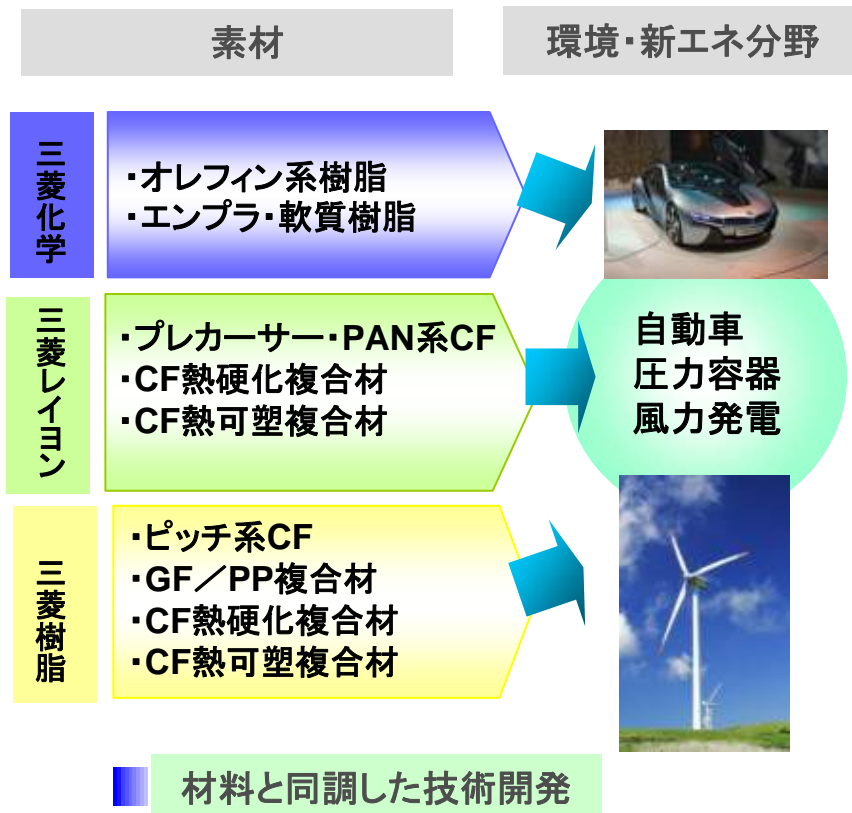 素材
環境・新エネ分野
三菱化学
・オレフィン系樹脂
・エンプラ・軟質樹脂
三菱レイヨン
・プレカーサー・PAN系CF
・CF熱硬化複合材
・CF熱可塑複合材
自動車
圧力容器
風力発電
三菱樹脂
・ピッチ系CF
・GF／PP複合材
・CF熱硬化複合材
・CF熱可塑複合材
材料と同調した技術開発